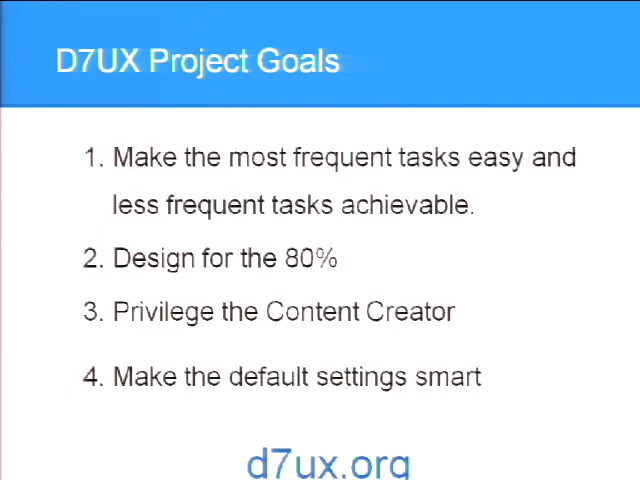 D7UX Project Goals
1. Make the most frequent tasks easy and
less frequent tasks achievable.
2. Design for the 80%
3. Privilege the Content Creator
4. Make the default settings smart
d7ux.org